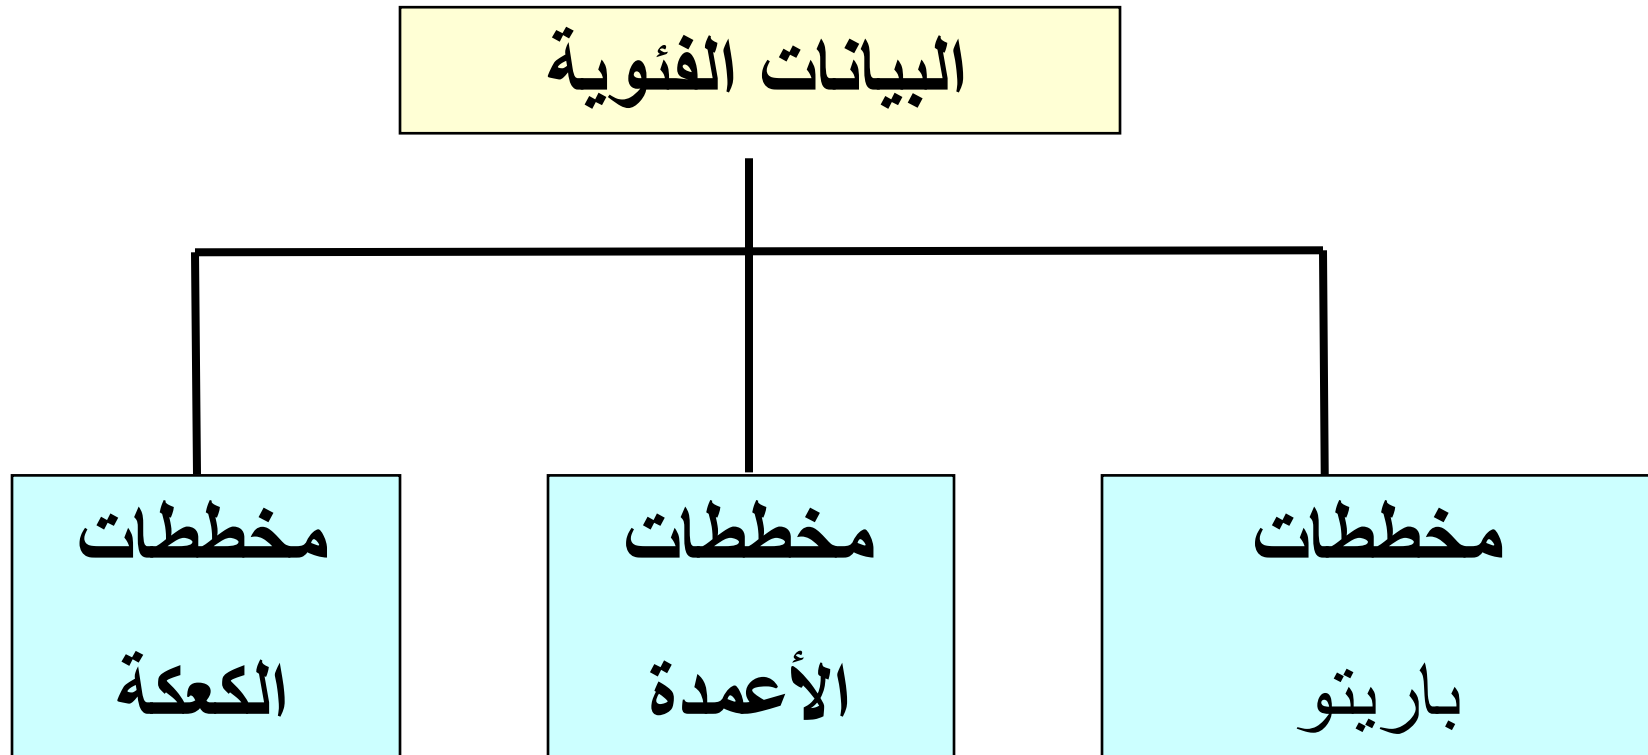 البيانات الفئوية
مخططات
باريتو
مخططات
الأعمدة
مخططات
الكعكة